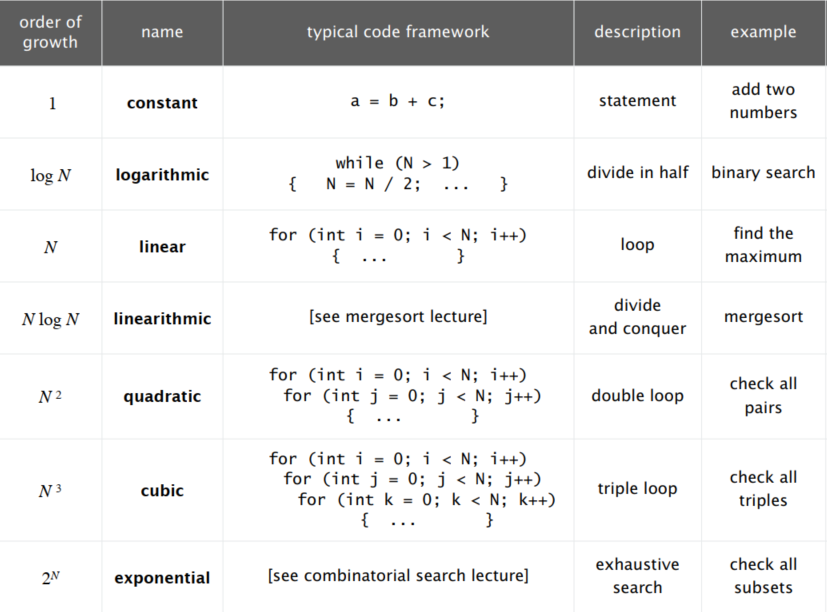 order of growth name typical code framework description example
1 constant a = b + c; statement add two numbers
log N logarithmic while (N > 1)
{ N = N / 2; ... } divide in half binary search
N linear for (int i = 0; i < N; i++)
{ ... } loop find the maximum
N log N linearithmic [see mergesort lecture] divide and conquer mergesort
N 2 quadratic for (int i = 0; i < N; i++)
for (int j = 0; j < N; j++)
{ ... } double loop check all pairs
N 3 cubic for (int i = 0; i < N; i++)
for (int j = 0; j < N; j++)
for (int k = 0; k < N; k++)
{ ... } triple loop check all triples
2N exponential [see combinatorial search lecture] exhaustive search check all subsets